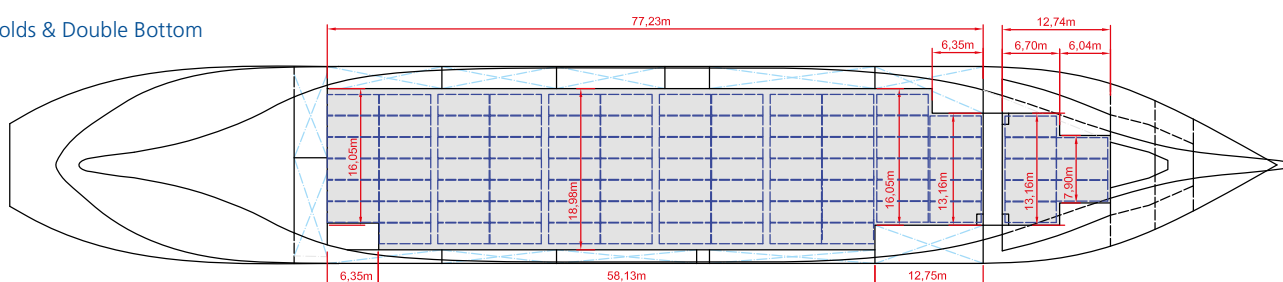 olds & Double Bottom
77,23m
12,74m
6,35m
6,70m
6,04m
16,05m
18,98m
16,05m
13,16m
13,16m
7,90m
6,35m
58,13m
12,75m